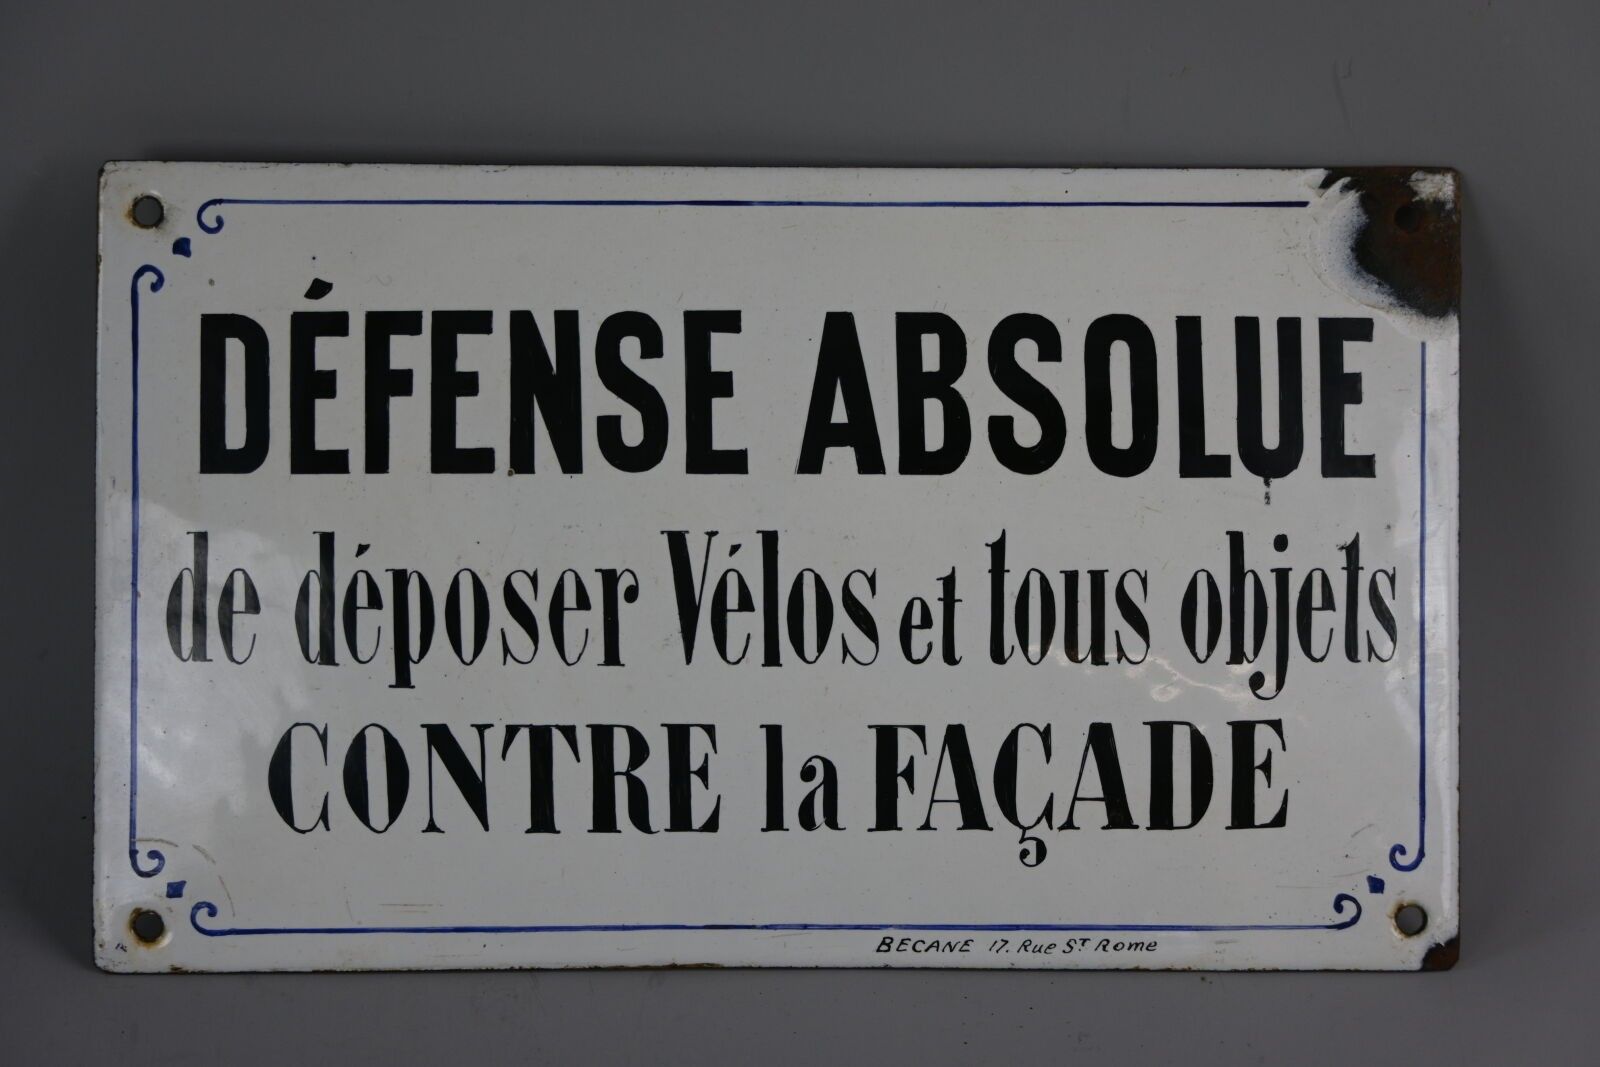 DÉFENSE ABSOLUE
de déposer Vélos et tous objets
CONTRE la FAÇADE
BECANE 17. Rue ST Rome